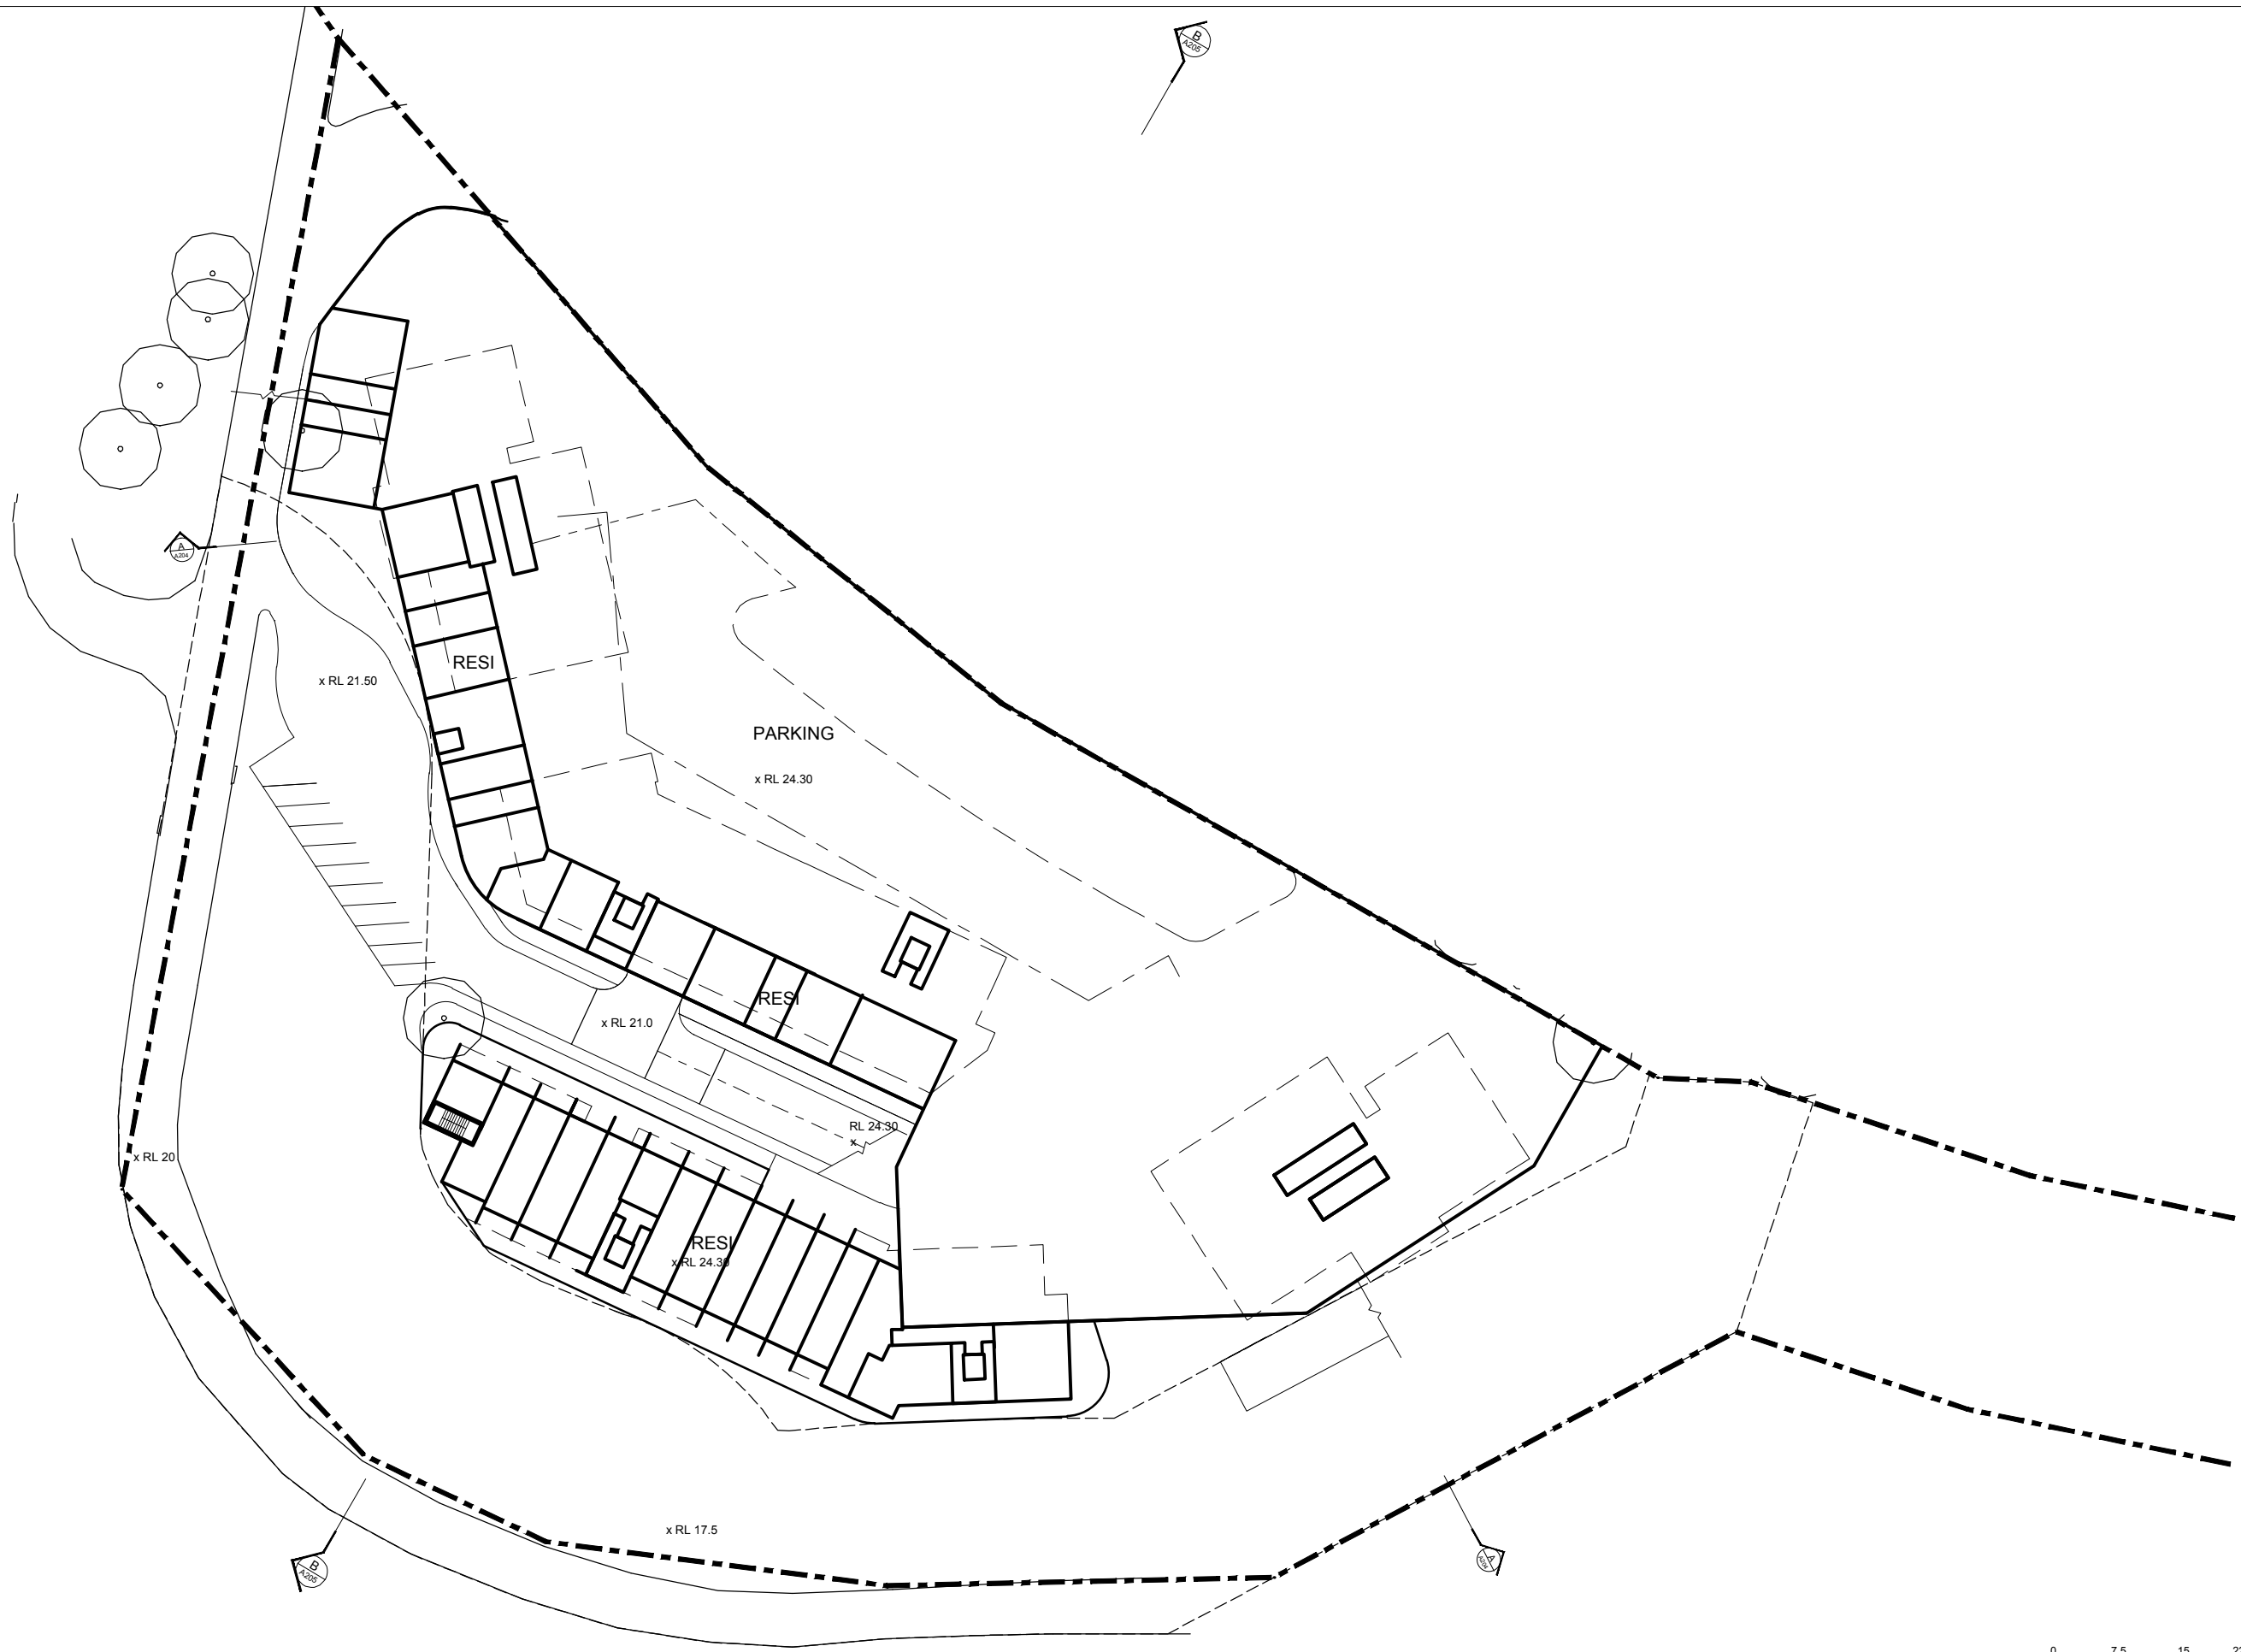 B
A205
A
A204
RESI
x RL 21.50
PARKING
x RL 24.30
RESI
x RL 21.0
RL 24.30
x
x RL 20
RESI
x RL 24.30
x RL 17.5
B
A205
A
0 7.5 15